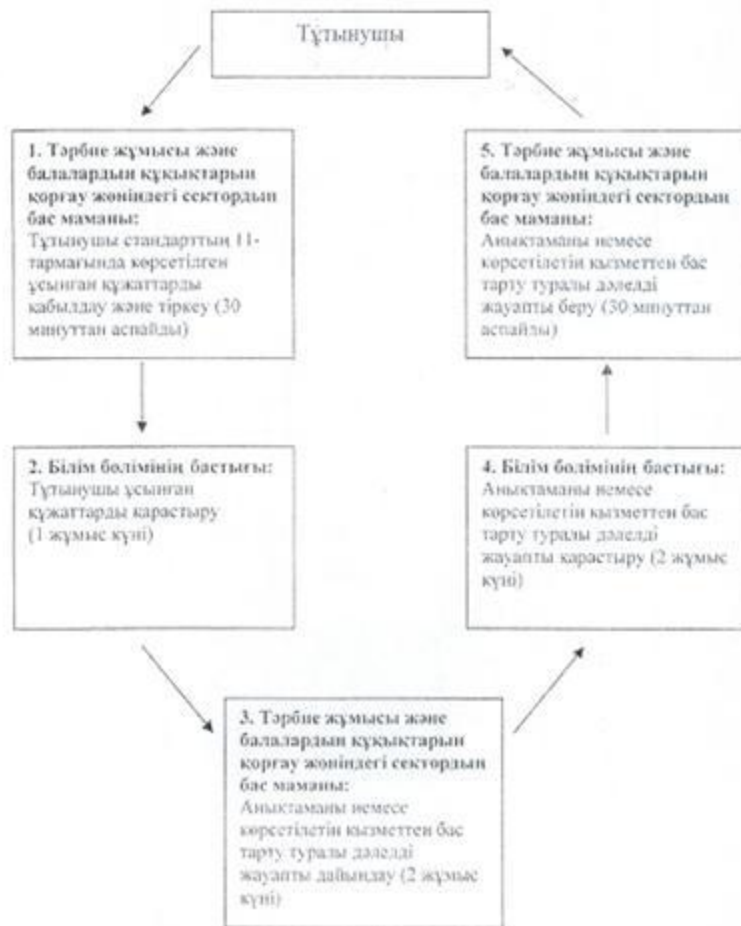 Тұтынушы
1. Тәрбие жұмысы және
балалардың құқықтарын
қорғау жөніндегі сектордың
бас маманы:
Тұтынушы стандарттың 11-
тармағында көрсетілген
ұсынған құжаттарды
қабылдау және тіркеу (30
минуттан аспайды)
2. Білім бөлімінің бастығы:
Тұтынушы ұсынған
құжаттарды қарастыру
(1 жұмыс күні)
3. Тәрбие жұмысы және
балалардың құқықтарын
қорғау жөніндегі сектордың
бас маманы:
Анықтаманы немесе
көрсетілетін қызметтен бас
тарту туралы дәлелді
жауапты дайындау (2 жұмыс
күні)
4. Білім бөлімінің бастығы:
Анықтаманы немесе
көрсетілетін қызметтен бас
тарту туралы дәлелді
жауапты қарастыру (2 жұмыс
күні)
5. Тәрбие жұмысы және
балалардың құқықтарын
қорғау жөніндегі сектордың
бас маманы:
Анықтаманы немесе
көрсетілетін қызметтен бас
тарту туралы дәлелді
жауапты беру (30 минуттан
аспайды)